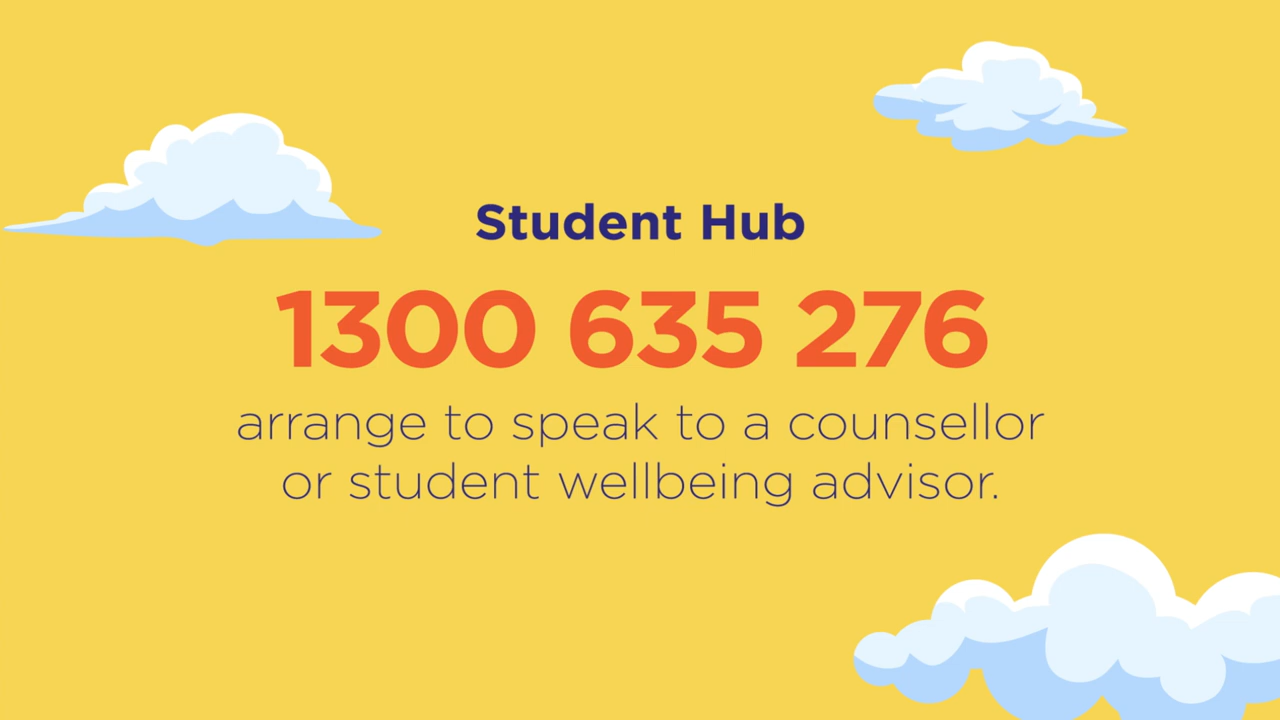 Student Hub
1300 635 276
arrange to speak to a counsellor
or student wellbeing advisor.